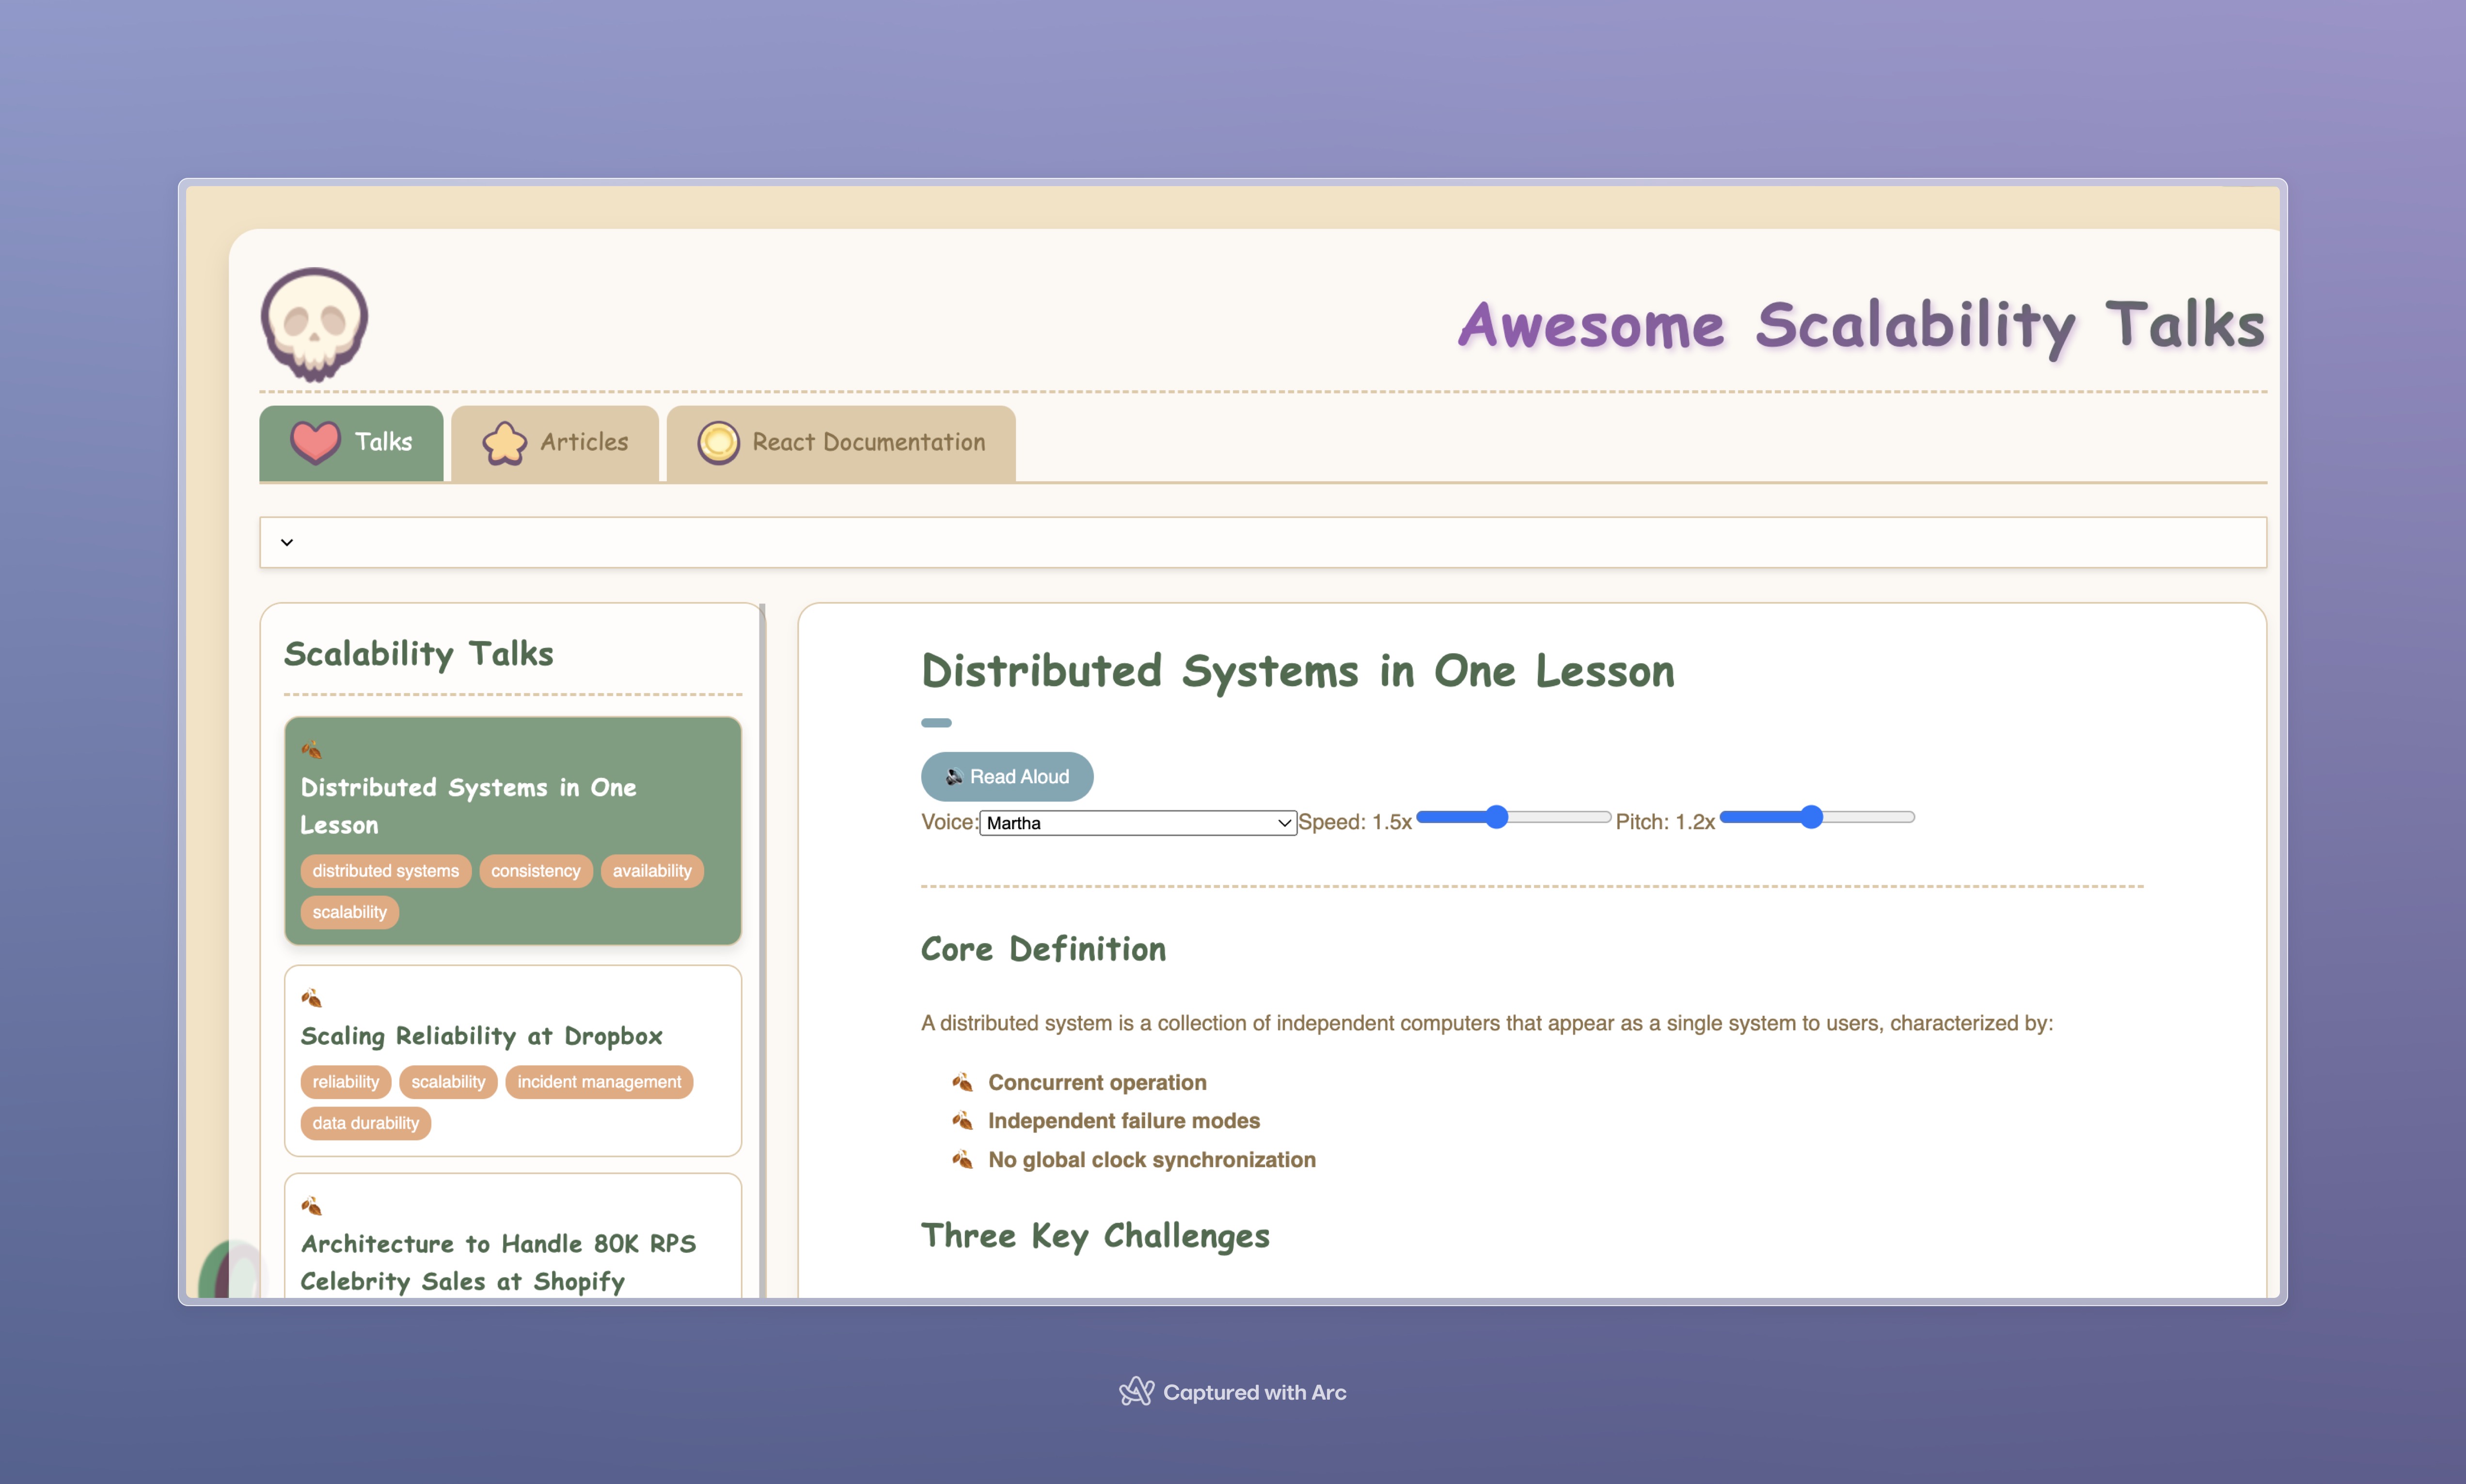 Awesome Scalability Talks
Talks
Articles
React Documentation
Scalability Talks
Distributed Systems in One
Lesson
distributed systems
consistency
availability
scalability
Scaling Reliability at Dropbox
reliability
scalability
incident management
data durability
Architecture to Handle 80K RPS
Celebrity Sales at Shopify
Distributed Systems in One Lesson
Read Aloud
Voice: Martha Speed: 1.5x Pitch: 1.2x
Core Definition
A distributed system is a collection of independent computers that appear as a single system to users, characterized by:
Concurrent operation
Independent failure modes
No global clock synchronization
Three Key Challenges
Captured with Arc